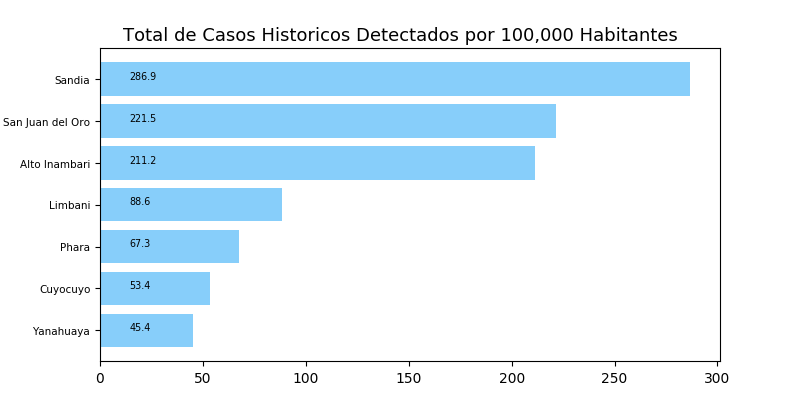 Total de Casos Historicos Detectados por 100,000 Habitantes
Sandia 286.9
San Juan del Oro 221.5
Alto Inambari 211.2
Limbani 88.6
Phara 67.3
Cuyocuyo 53.4
Yanahuaya 45.4
0 50 100 150 200 250 300